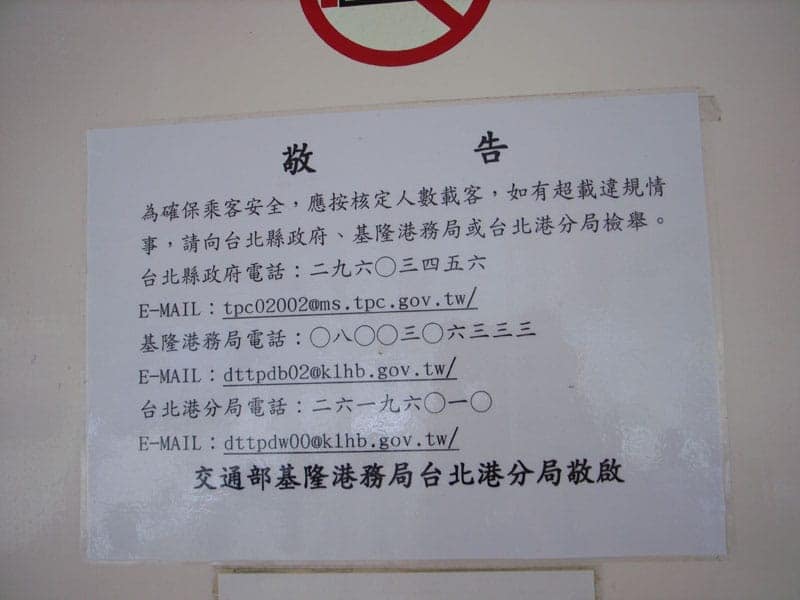 敬告
為確保乘客安全，應按核定人數載客，如有超載違規情
事，請向台北縣政府、基隆港務局或台北港分局檢舉。
台北縣政府電話：二九六〇三四五六
E-MAIL：tpc02002@ms.tpc.gov.tw/
基隆港務局電話：〇八〇〇三〇六三三三
E-MAIL：dttpdb02@klhb.gov.tw/
台北港分局電話：二六一九六〇一〇
E-MAIL：dttpdw00@klhb.gov.tw/
交通部基隆港務局台北港分局敬啟